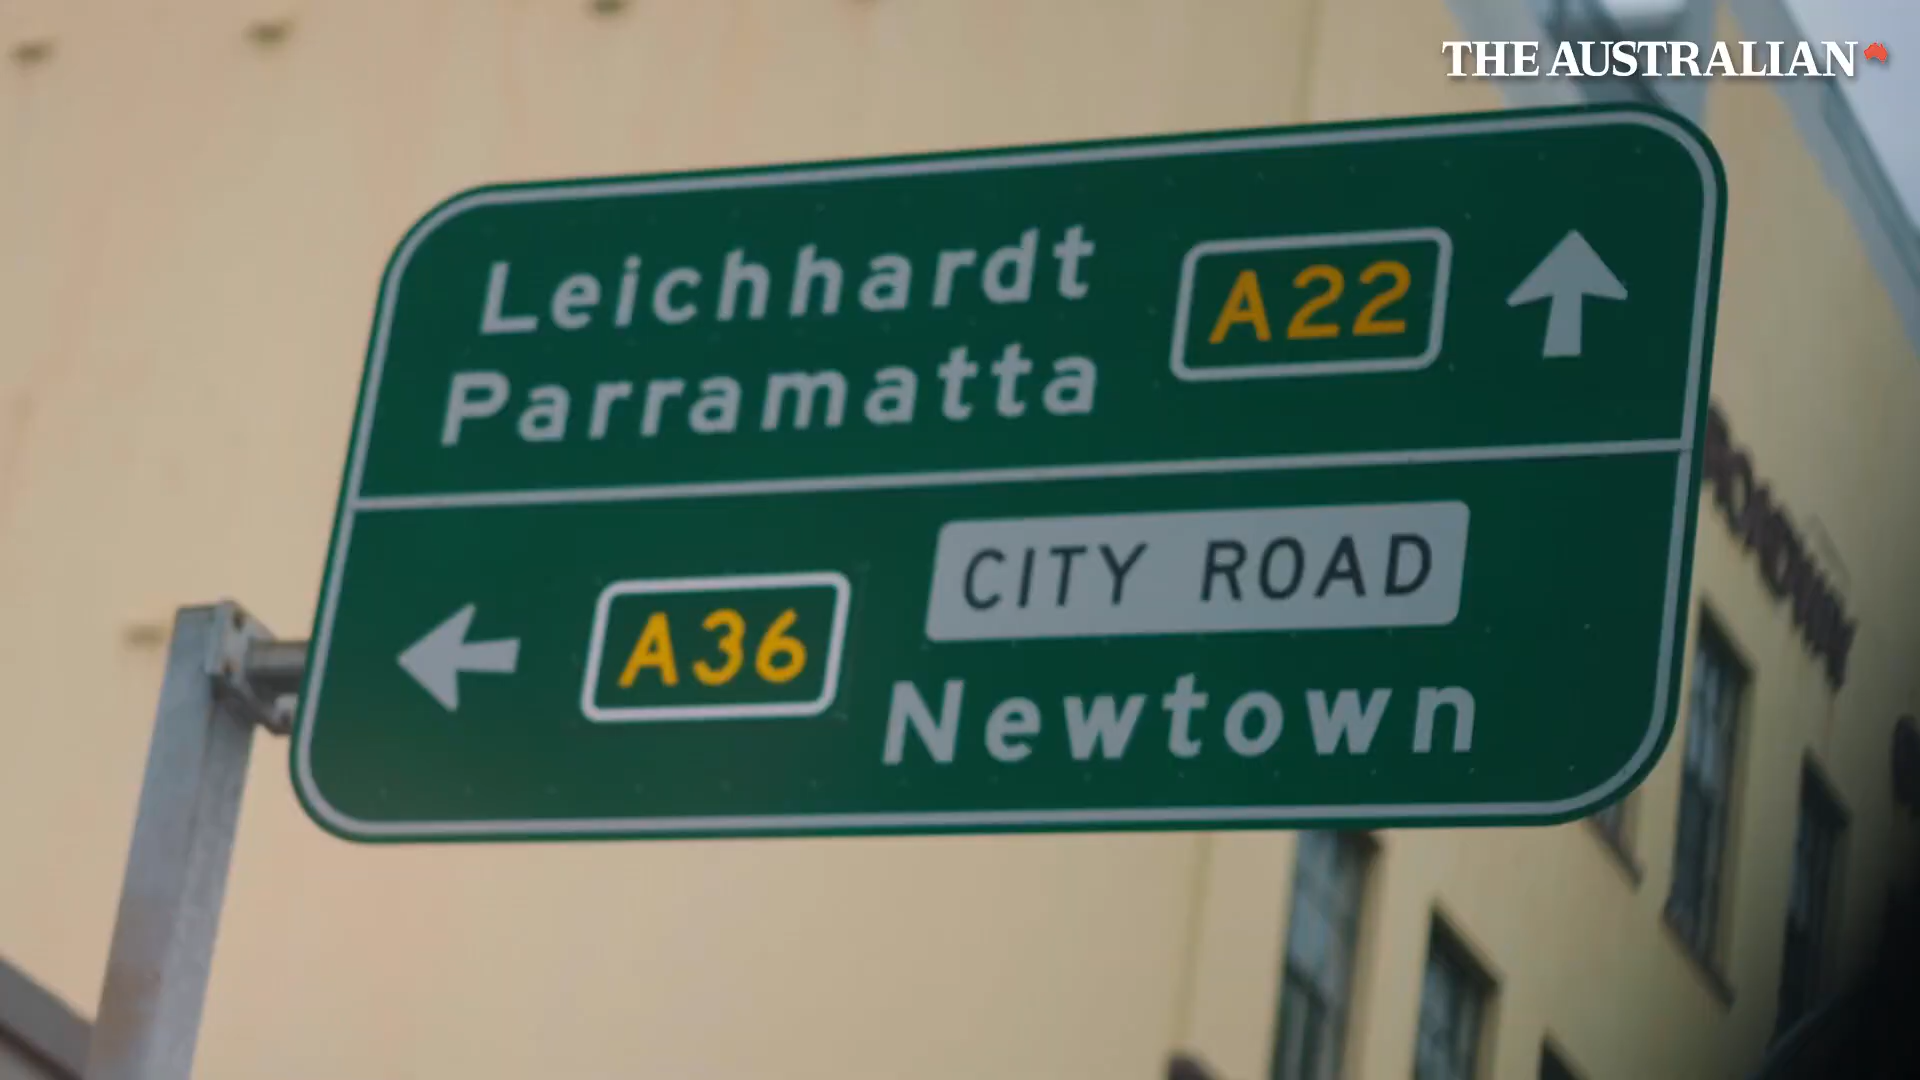 THE AUSTRALIAN
Leichhardt
Parramatta
A22
CITY ROAD
A36
Newtown